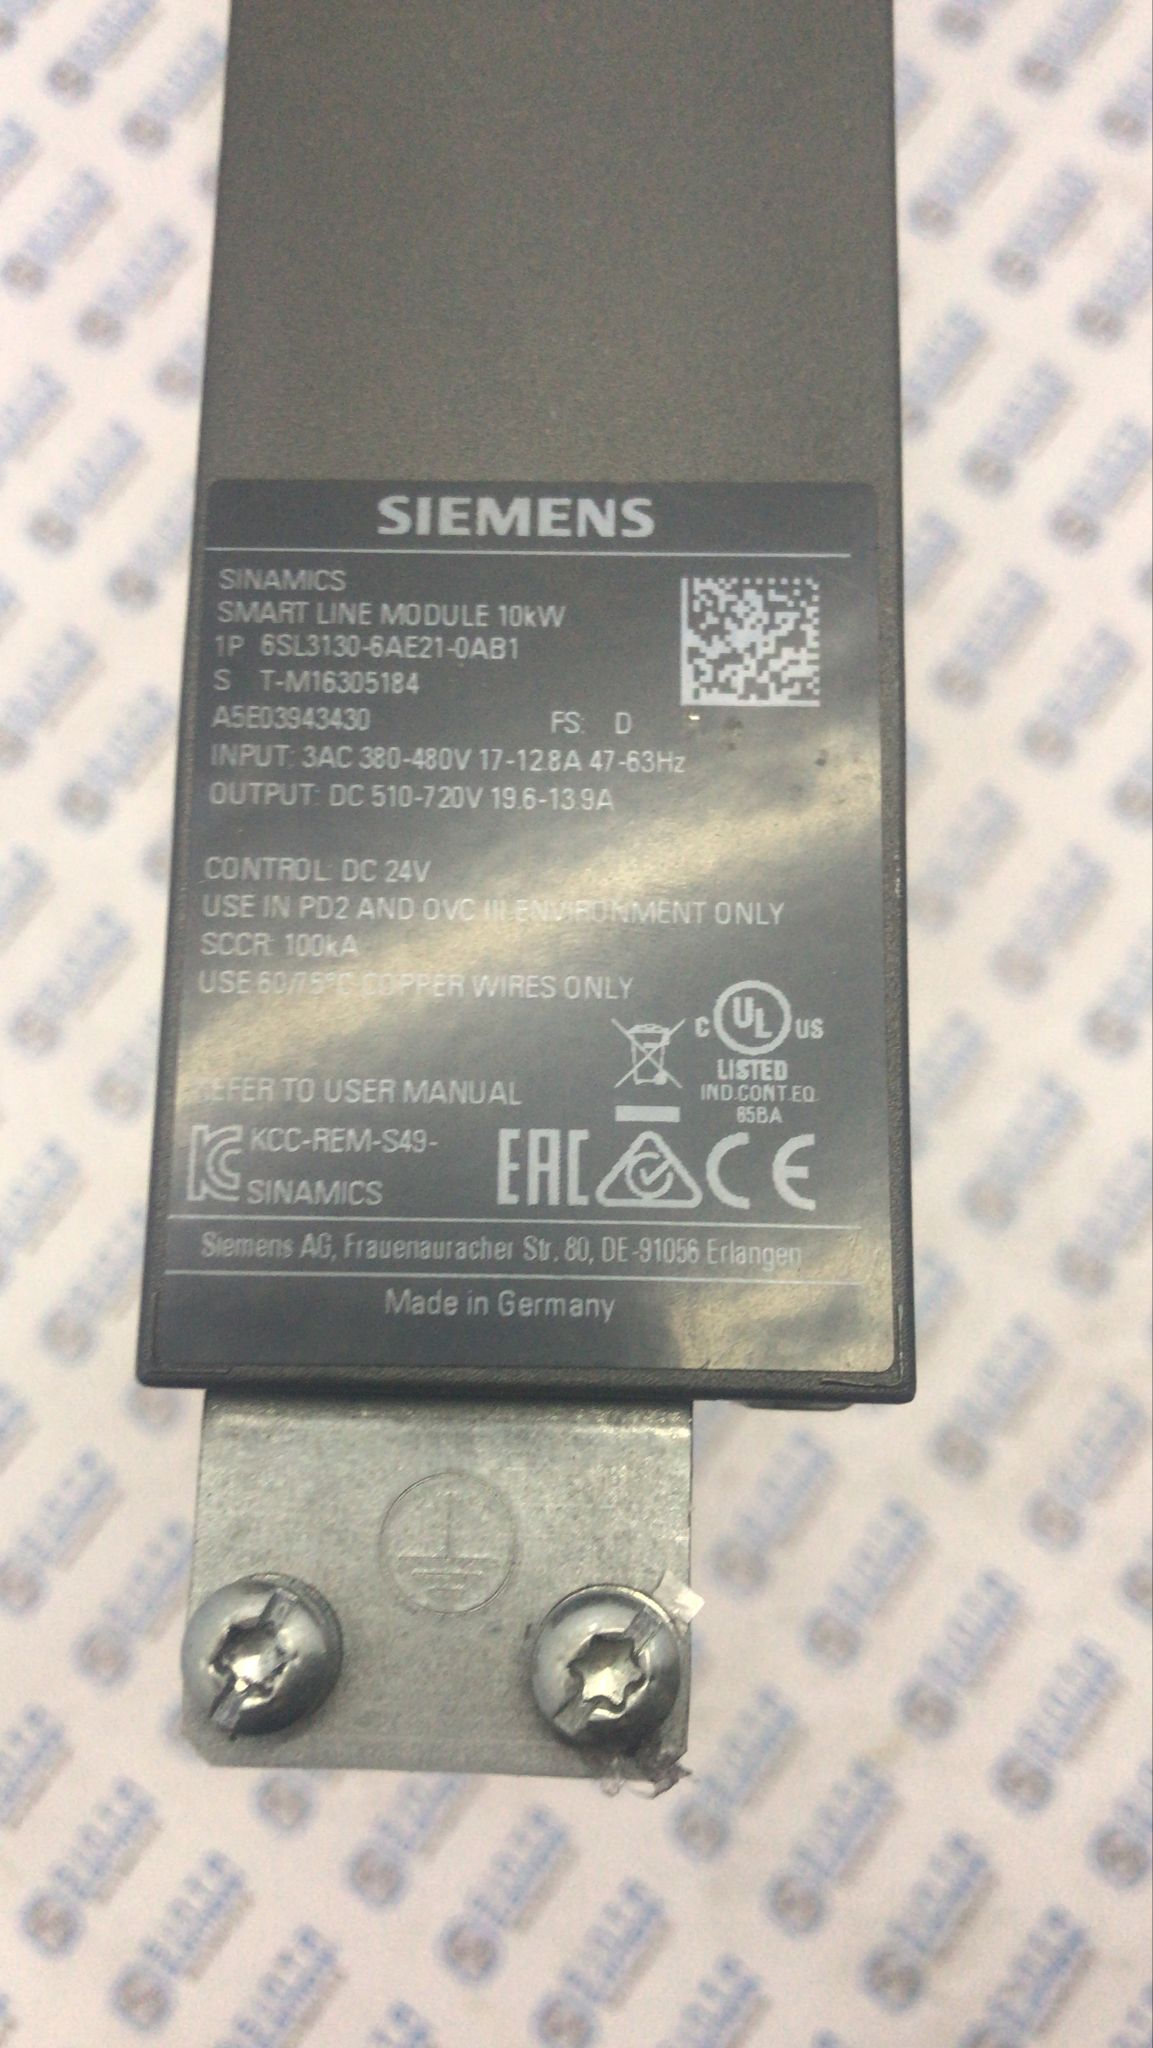 SIEMENS
SINAMICS
SMART LINE MODULE 10kW
1P 6SL3130-6AE21-0AB1
S T-M16305184
A5E03943430 FS: D
INPUT: 3AC 380-480V 17-12.8A 47-63Hz
OUTPUT: DC 510-720V 19.6-13.9A
CONTROL: DC 24V
USE IN PD2 AND OVC III ENVIRONMENT ONLY
SCCR: 100kA
USE 60/75°C COPPER WIRES ONLY
C UL US
LISTED
IND.CONT.EQ.
65BA
REFER TO USER MANUAL
KCC-REM-S49-
SINAMICS
EAC CE
Siemens AG, Frauenauracher Str. 80, DE-91056 Erlangen
Made in Germany